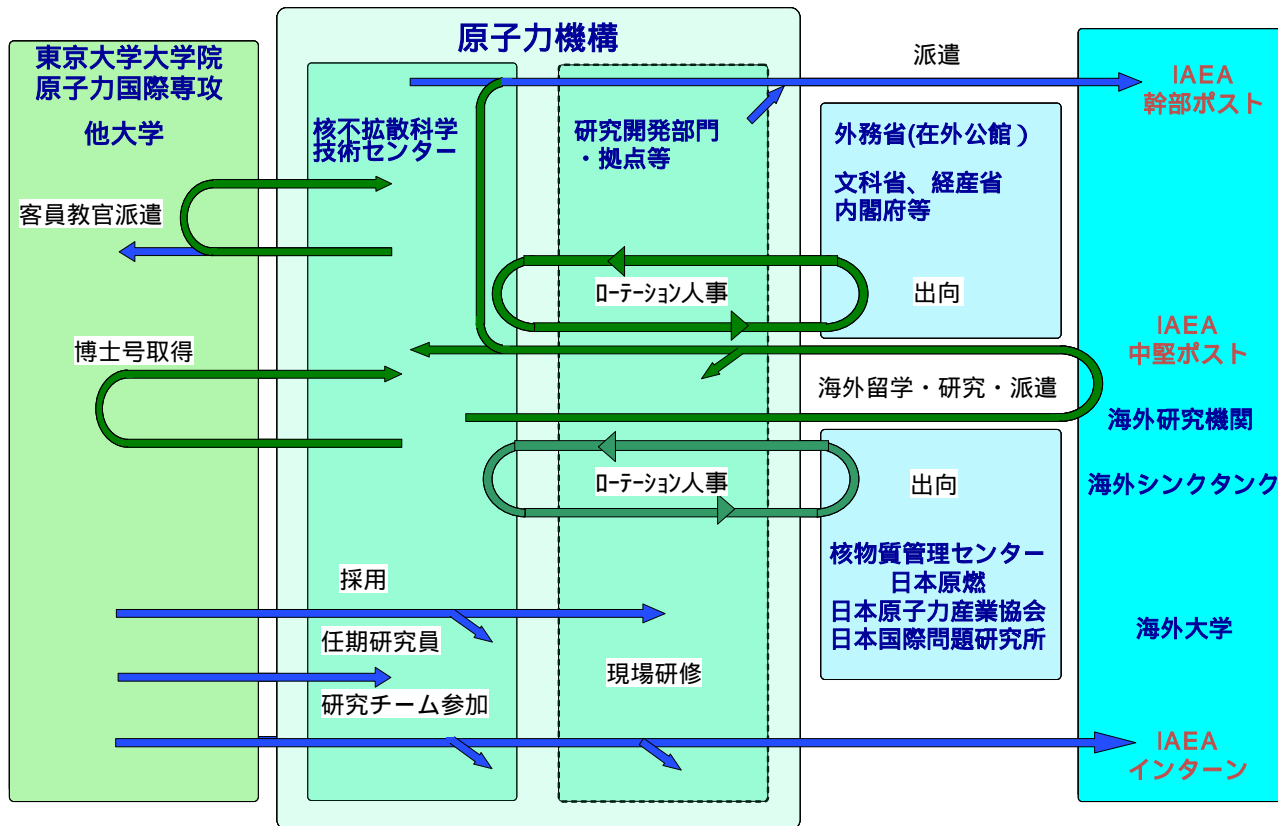 東京大学大学院
原子力国際専攻
他大学
客員教官派遣
博士号取得
原子力機構
核不拡散科学
技術センター
研究開発部門
・拠点等
ﾛｰﾃｰｼｮﾝ人事
ﾛｰﾃｰｼｮﾝ人事
採用
任期研究員
研究チーム参加
現場研修
派遣
外務省(在外公館）
文科省、経産省
内閣府等
出向
海外留学・研究・派遣
出向
核物質管理センター
日本原燃
日本原子力産業協会
日本国際問題研究所
IAEA
幹部ポスト
IAEA
中堅ポスト
海外研究機関
海外シンクタンク
海外大学
IAEA
インターン